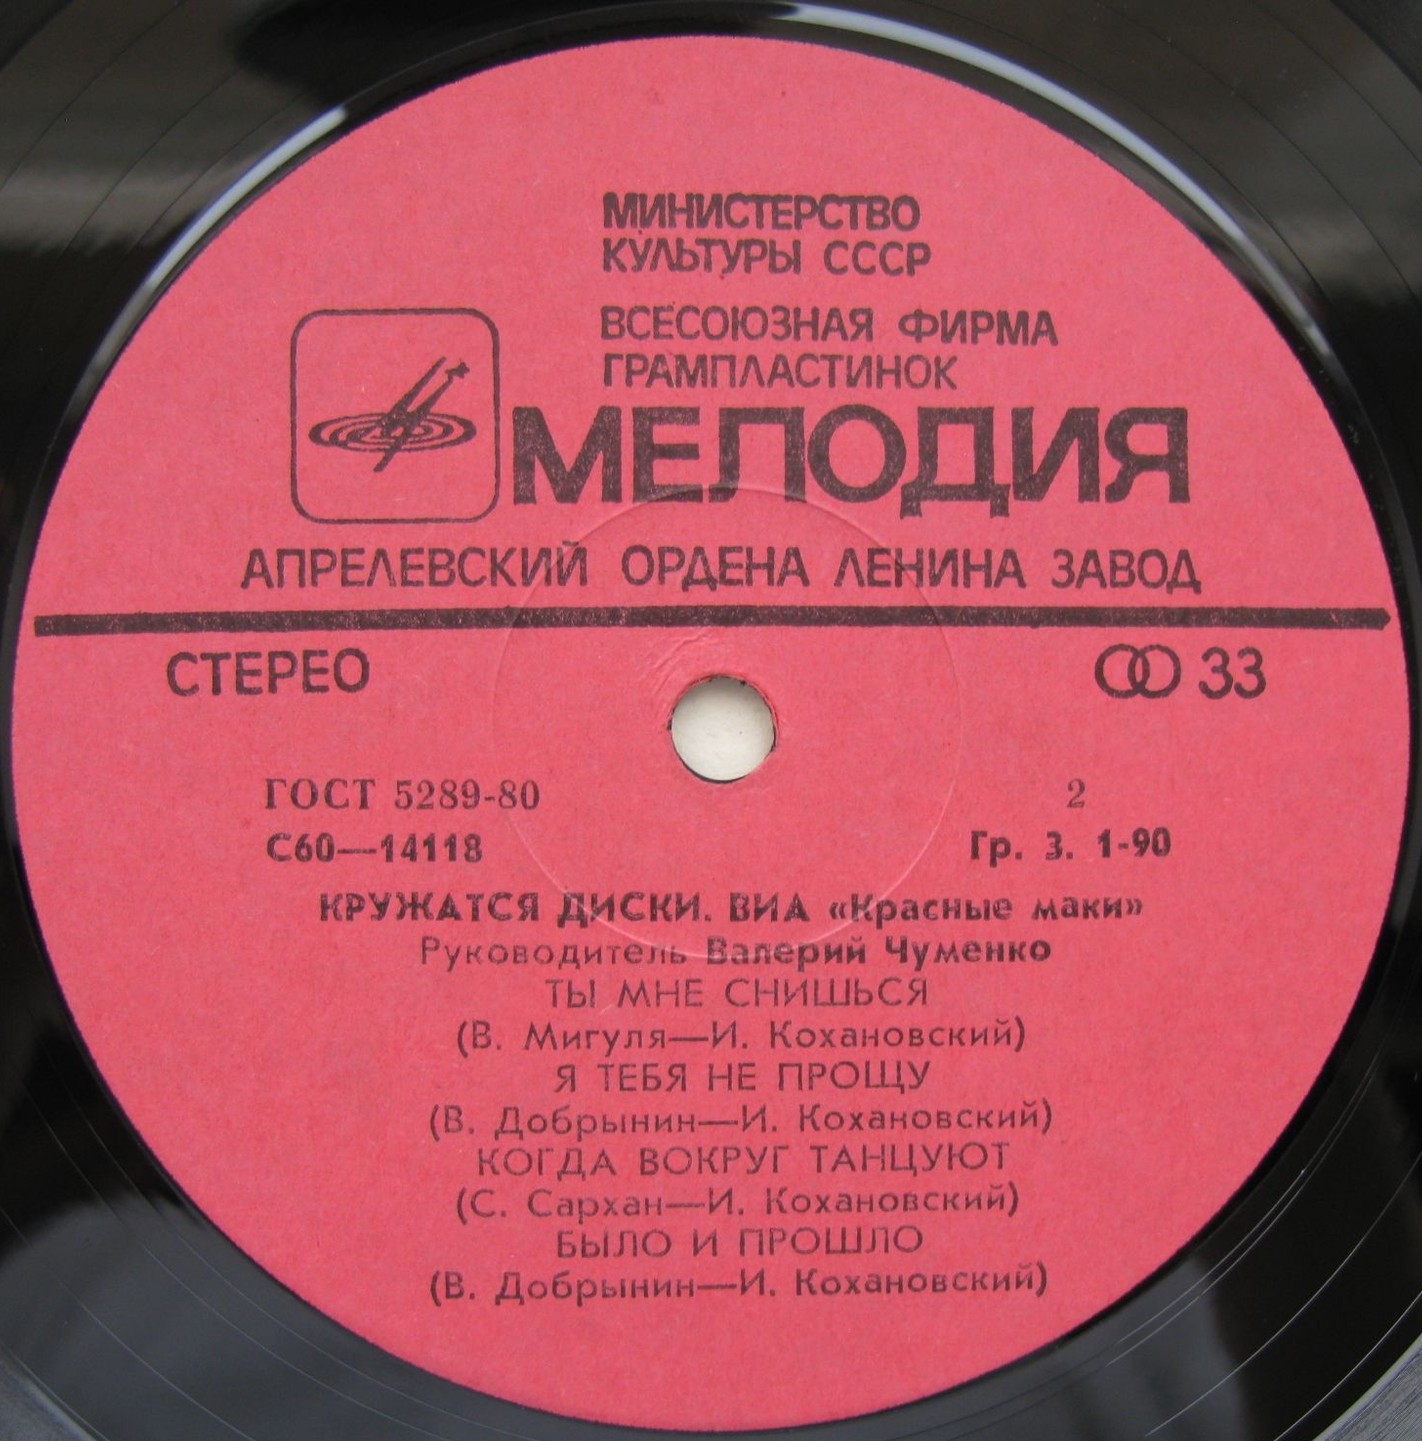 МИНИСТЕРСТВО
КУЛЬТУРЫ СССР
ВСЕСОЮЗНАЯ ФИРМА
ГРАМПЛАСТИНОК
МЕЛОДИЯ
АПРЕЛЕВСКИЙ ОРДЕНА ЛЕНИНА ЗАВОД
СТЕРЕО 33
ГОСТ 5289-80 2
С60—14118 Гр. 3. 1-90
КРУЖАТСЯ ДИСКИ. ВИА «Красные маки»
Руководитель Валерий Чуменко
ТЫ МНЕ СНИШЬСЯ
(В. Мигуля—И. Кохановский)
Я ТЕБЯ НЕ ПРОЩУ
(В. Добрынин—И. Кохановский)
КОГДА ВОКРУГ ТАНЦУЮТ
(С. Сархан—И. Кохановский)
БЫЛО И ПРОШЛО
(В. Добрынин—И. Кохановский)